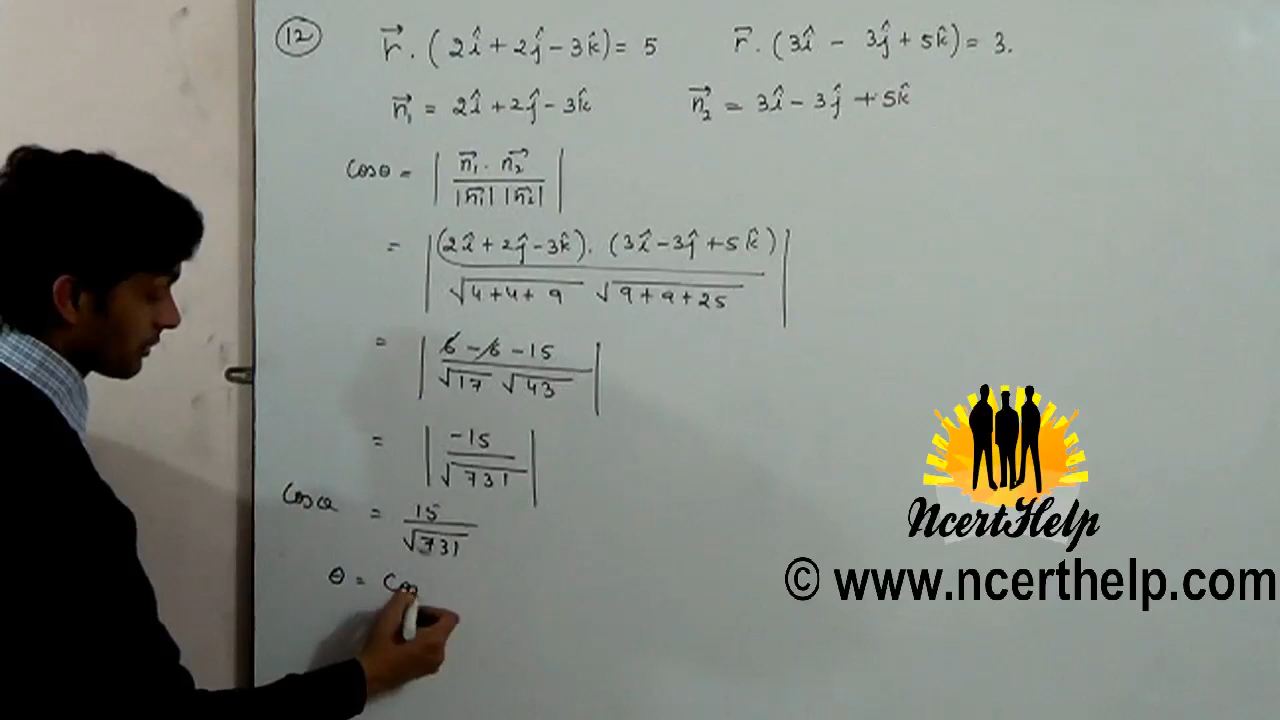 12 r⃗ . (2î + 2ĵ - 3k̂) = 5 r⃗ . (3î - 3ĵ + 5k̂) = 3.
n⃗₁ = 2î + 2ĵ - 3k̂ n⃗₂ = 3î - 3ĵ + 5k̂
Cosθ = | n⃗₁ . n⃗₂ / |n⃗₁| |n⃗₂| |
= | (2î + 2ĵ - 3k̂) . (3î - 3ĵ + 5k̂) / √4+4+9 √9+9+25 |
= | 6 - 6 - 15 / √17 √43 |
= | -15 / √731 |
Cosθ = 15 / √731
θ = Cos
NcertHelp
© www.ncerthelp.com